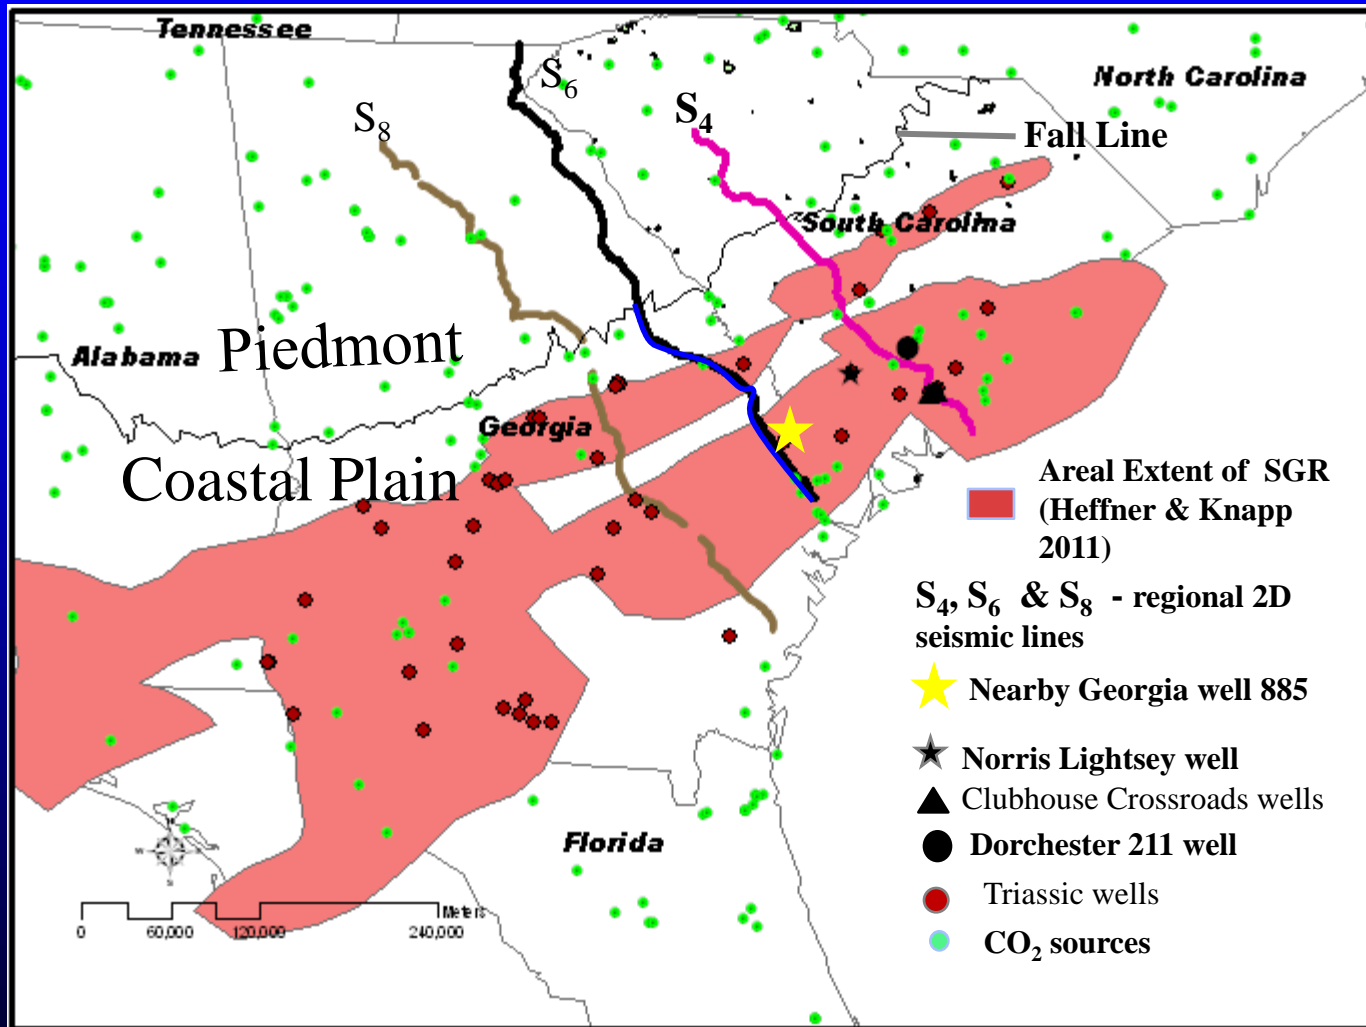 Tennessee
North Carolina
S6
S8
S4
Fall Line
South Carolina
Alabama
Piedmont
Georgia
Coastal Plain
Areal Extent of SGR
(Heffner & Knapp
2011)
S4, S6 & S8 - regional 2D
seismic lines
Nearby Georgia well 885
Norris Lightsey well
Clubhouse Crossroads wells
Dorchester 211 well
Triassic wells
CO2 sources
Florida
N
W E
S
Meters
0 60,000 120,000 240,000